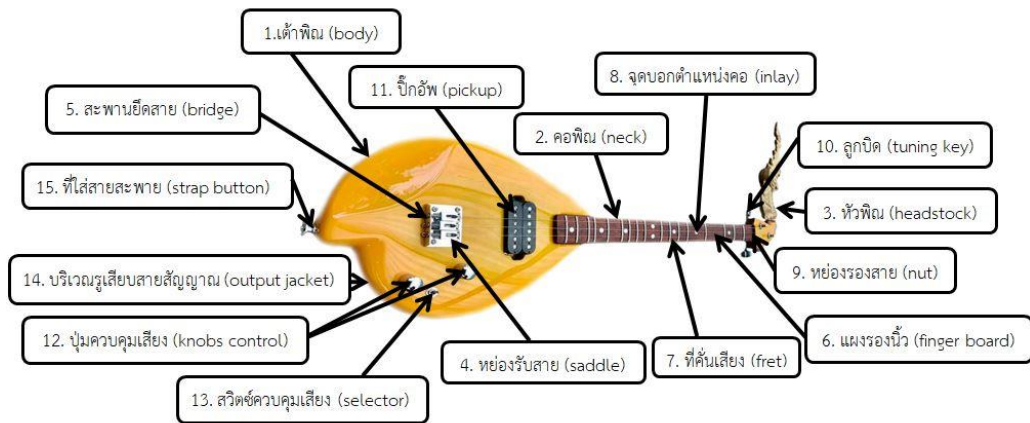 1.เต้าพิณ (body)
8. จุดบอกตำแหน่งคอ (inlay)
11. ปิ๊กอัพ (pickup)
5. สะพานยึดสาย (bridge)
2. คอพิณ (neck)
10. ลูกบิด (tuning key)
15. ที่ใส่สายสะพาย (strap button)
3. หัวพิณ (headstock)
14. บริเวณรูเสียบสายสัญญาณ (output jacket)
9. หย่องรองสาย (nut)
12. ปุ่มควบคุมเสียง (knobs control)
4. หย่องรับสาย (saddle)
7. ที่คั่นเสียง (fret)
6. แผงรองนิ้ว (finger board)
13. สวิตซ์ควบคุมเสียง (selector)